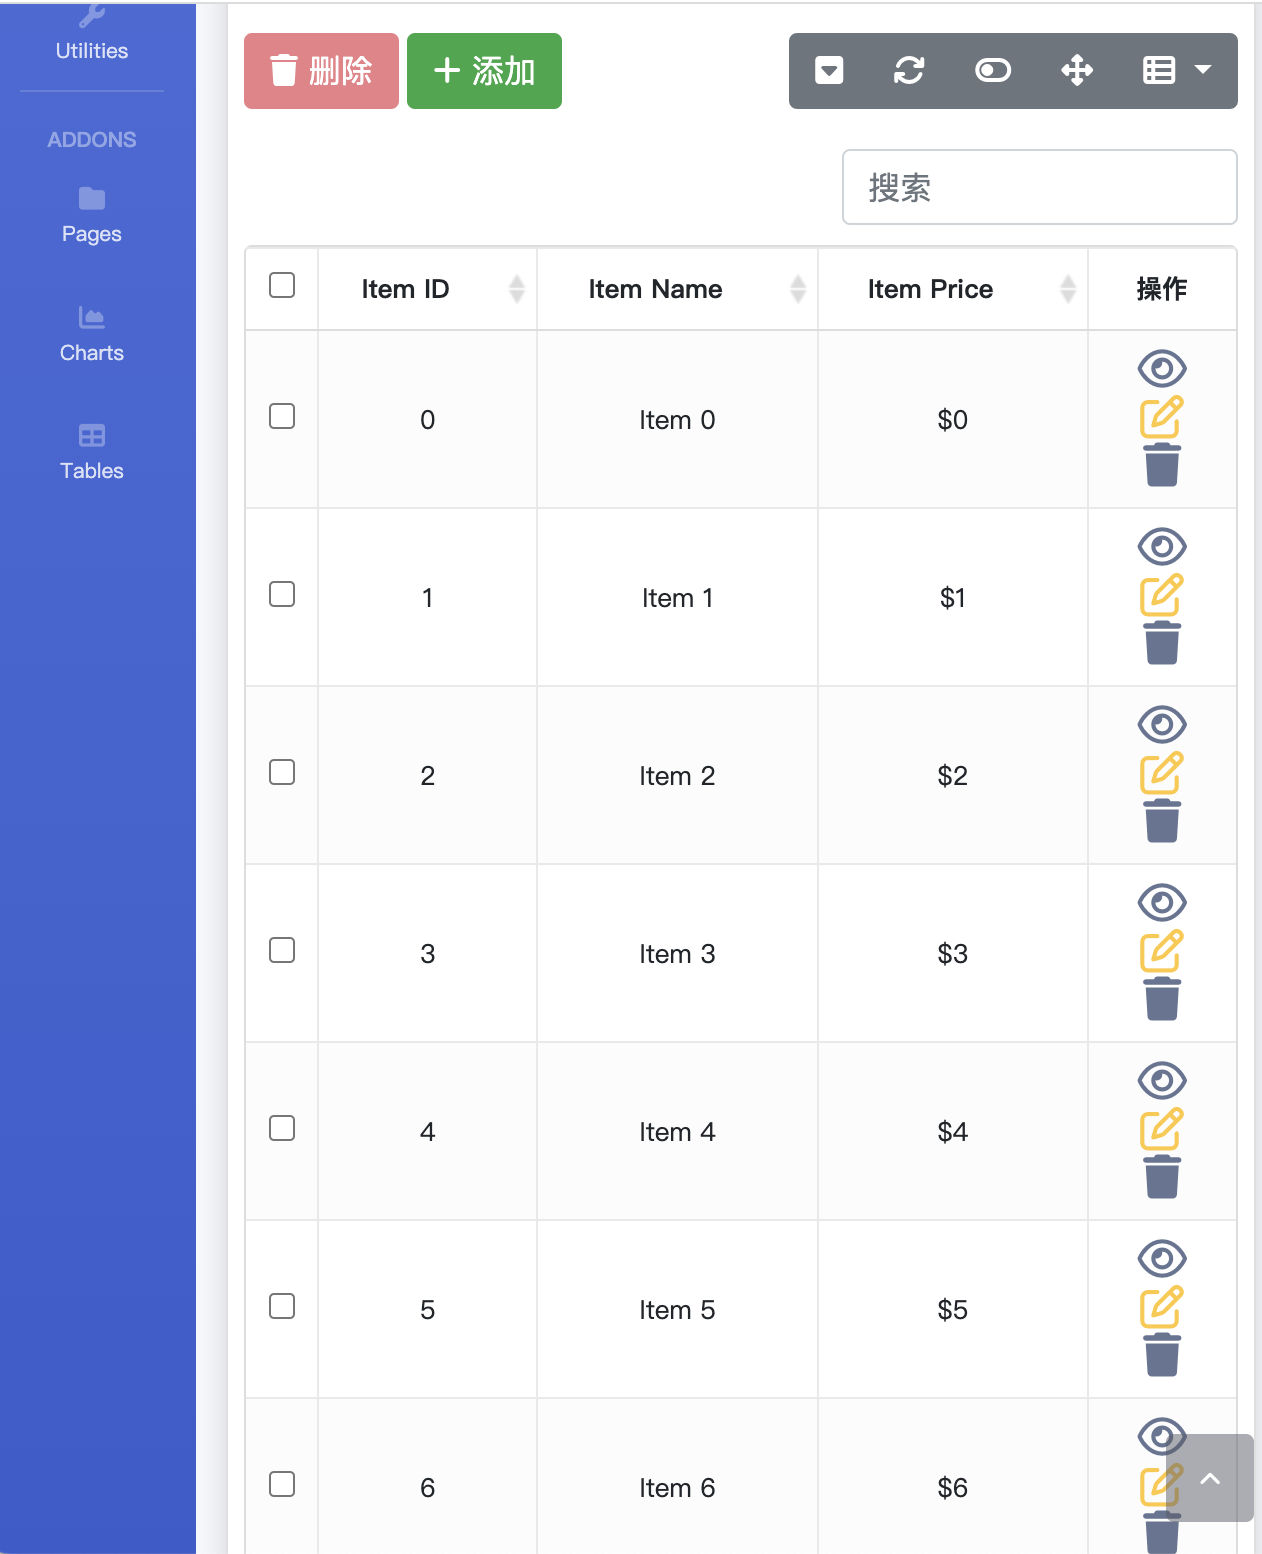 Utilities
ADDONS
Pages
Charts
Tables
删除 添加
搜索
Item ID Item Name Item Price 操作
0 Item 0 $0
1 Item 1 $1
2 Item 2 $2
3 Item 3 $3
4 Item 4 $4
5 Item 5 $5
6 Item 6 $6